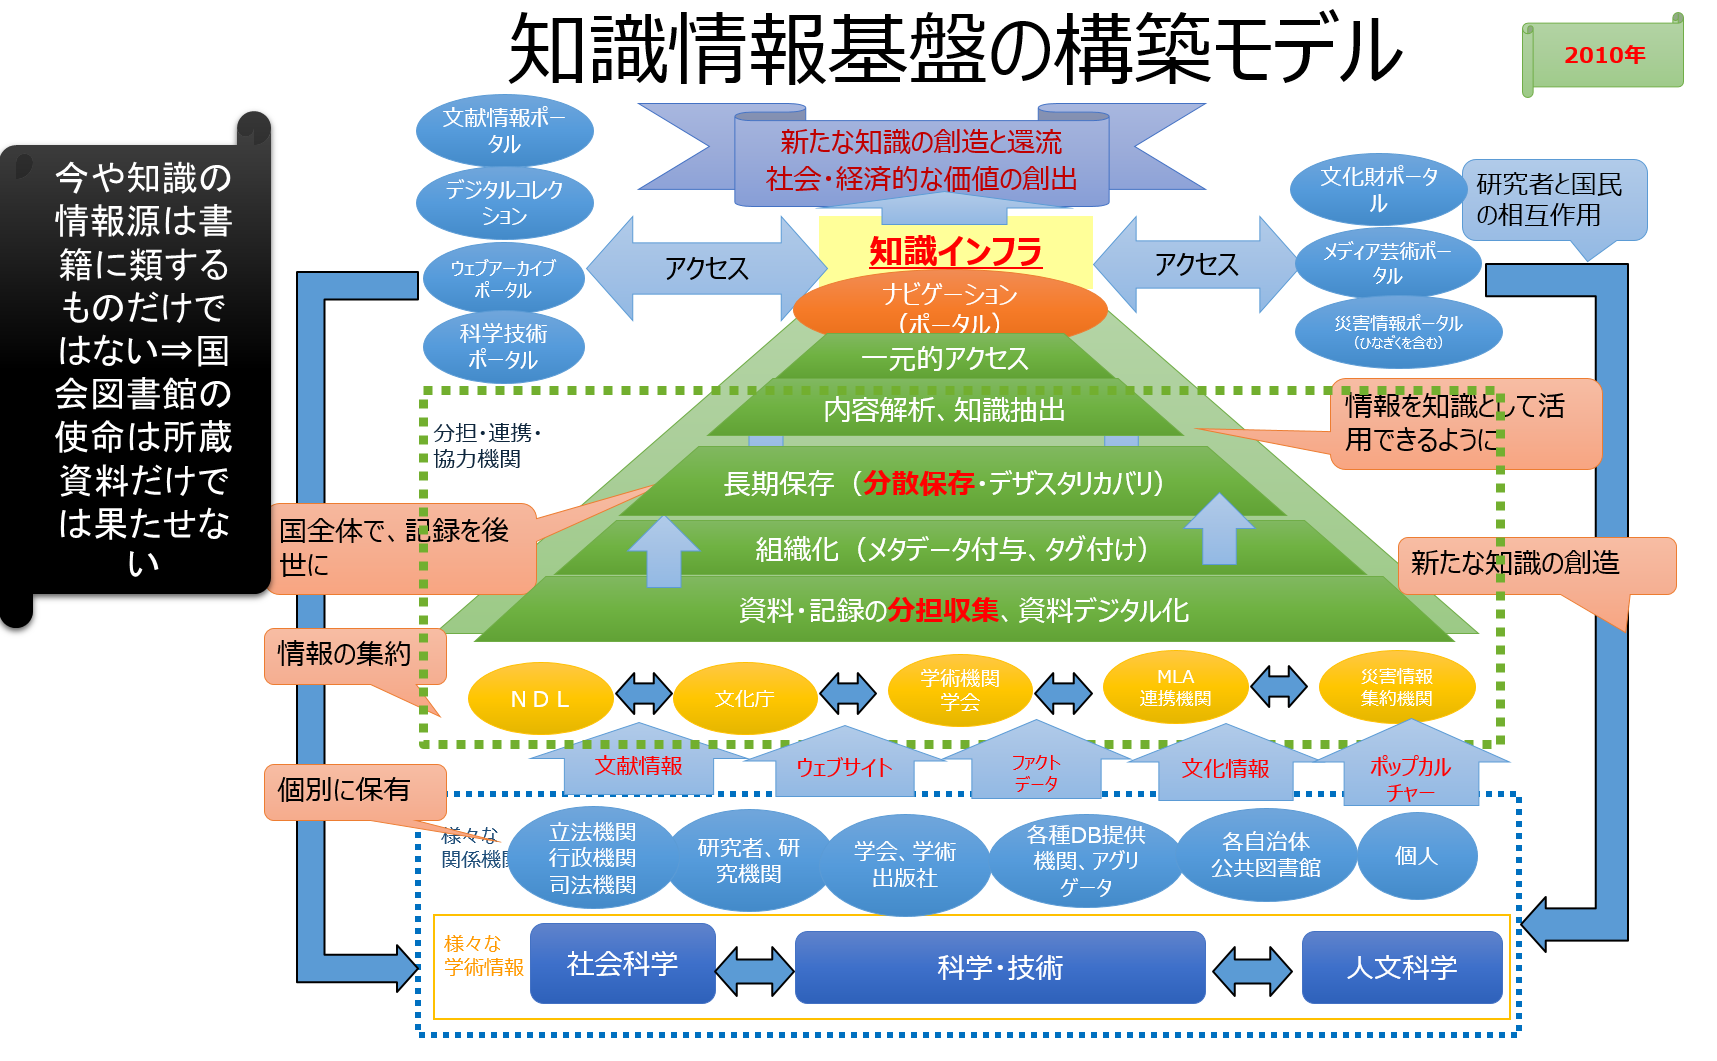 知識情報基盤の構築モデル
2010年
今や知識の
情報源は書
籍に類する
ものだけで
はない⇒国
会図書館の
使命は所蔵
資料だけで
は果たせな
い
文献情報ポー
タル
デジタルコレク
ション
ウェブアーカイブ
ポータル
科学技術
ポータル
新たな知識の創造と還流
社会・経済的な価値の創出
アクセス
知識インフラ
アクセス
文化財ポータ
ル
メディア芸術ポー
タル
災害情報ポータル
（ひなぎくを含む）
研究者と国民
の相互作用
ナビゲーション
（ポータル）
一元的アクセス
内容解析、知識抽出
長期保存（分散保存・デザスタリカバリ）
組織化（メタデータ付与、タグ付け）
資料・記録の分担収集、資料デジタル化
分担・連携・
協力機関
情報を知識として活
用できるように
国全体で、記録を後
世に
新たな知識の創造
情報の集約
ＮＤＬ
文化庁
学術機関
学会
MLA
連携機関
災害情報
集約機関
文献情報
ウェブサイト
ファクト
データ
文化情報
ポップカル
チャー
個別に保有
様々な
関係機関
立法機関
行政機関
司法機関
研究者、研
究機関
学会、学術
出版社
各種DB提供
機関、アグリ
ゲータ
各自治体
公共図書館
個人
様々な
学術情報
社会科学
科学・技術
人文科学